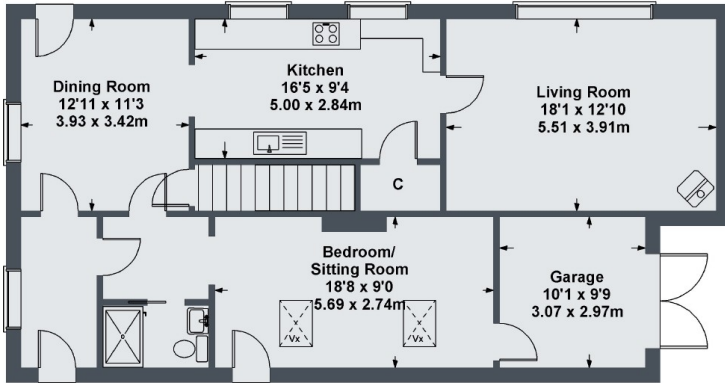 Dining Room
12'11 x 11'3
3.93 x 3.42m
Kitchen
16'5 x 9'4
5.00 x 2.84m
Living Room
18'1 x 12'10
5.51 x 3.91m
C
Bedroom/
Sitting Room
18'8 x 9'0
5.69 x 2.74m
Vx
Vx
Garage
10'1 x 9'9
3.07 x 2.97m